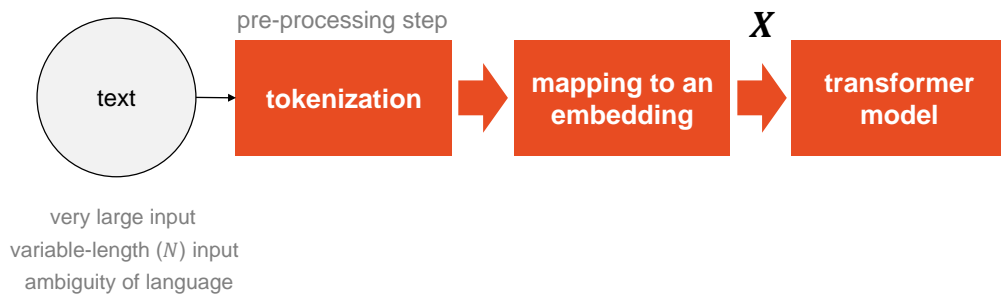 pre-processing step
X
text
tokenization
mapping to an
embedding
transformer
model
very large input
variable-length (N) input
ambiguity of language